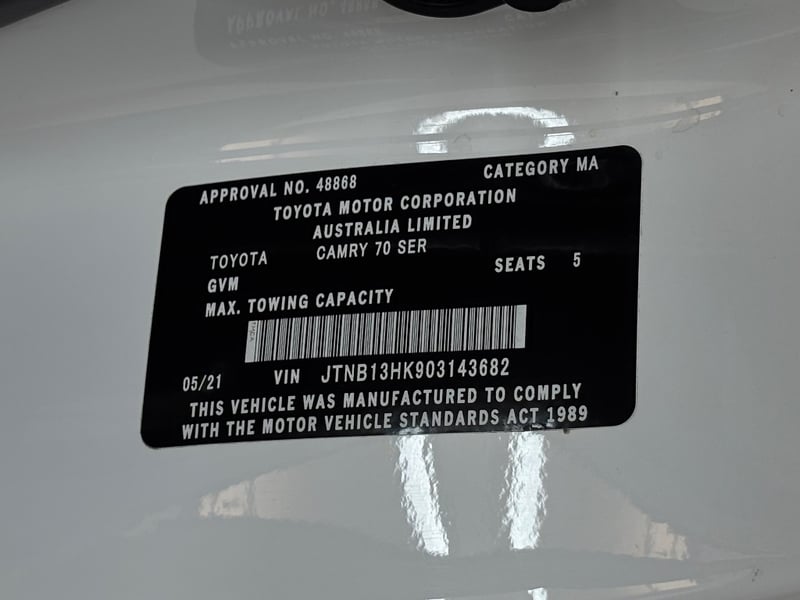 APPROVAL NO. 48868 CATEGORY MA
TOYOTA MOTOR CORPORATION
AUSTRALIA LIMITED
TOYOTA CAMRY 70 SER
GVM SEATS 5
MAX. TOWING CAPACITY
05/21 VIN JTNB13HK903143682
THIS VEHICLE WAS MANUFACTURED TO COMPLY
WITH THE MOTOR VEHICLE STANDARDS ACT 1989